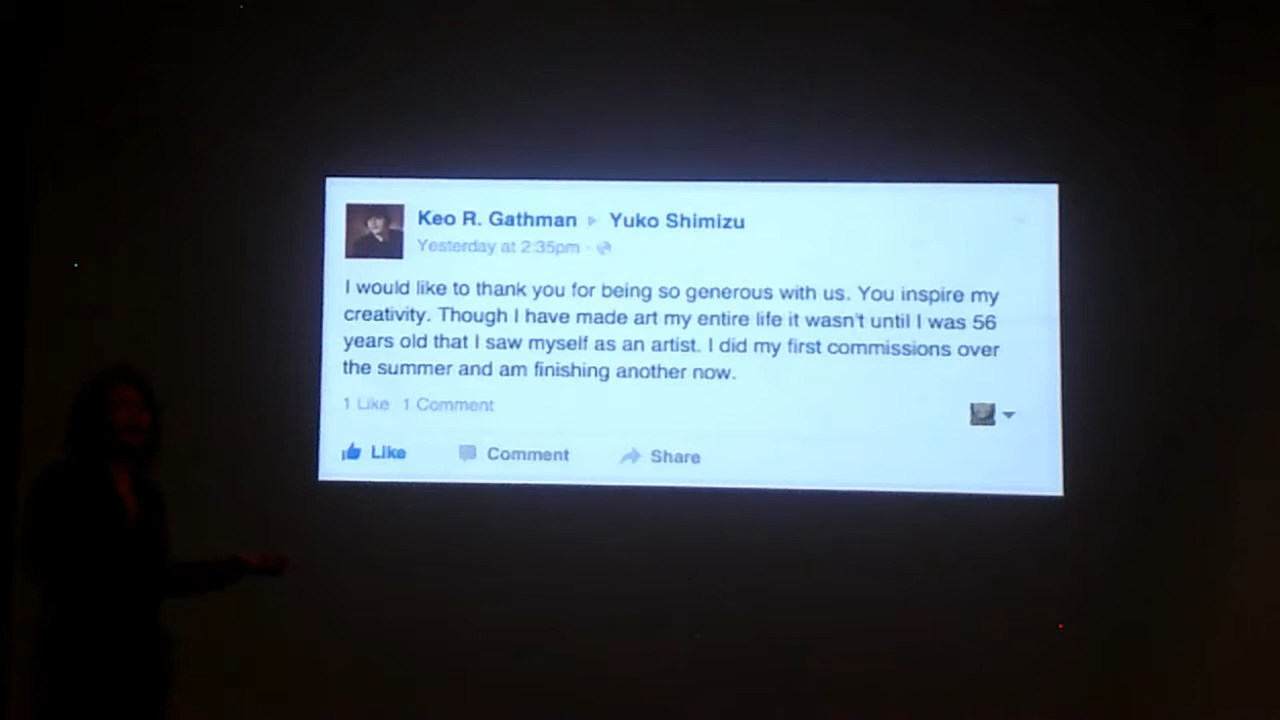 Keo R. Gathman ▸ Yuko Shimizu
Yesterday at 2:35pm ·
I would like to thank you for being so generous with us. You inspire my
creativity. Though I have made art my entire life it wasn't until I was 56
years old that I saw myself as an artist. I did my first commissions over
the summer and am finishing another now.
1 Like 1 Comment
Like Comment Share